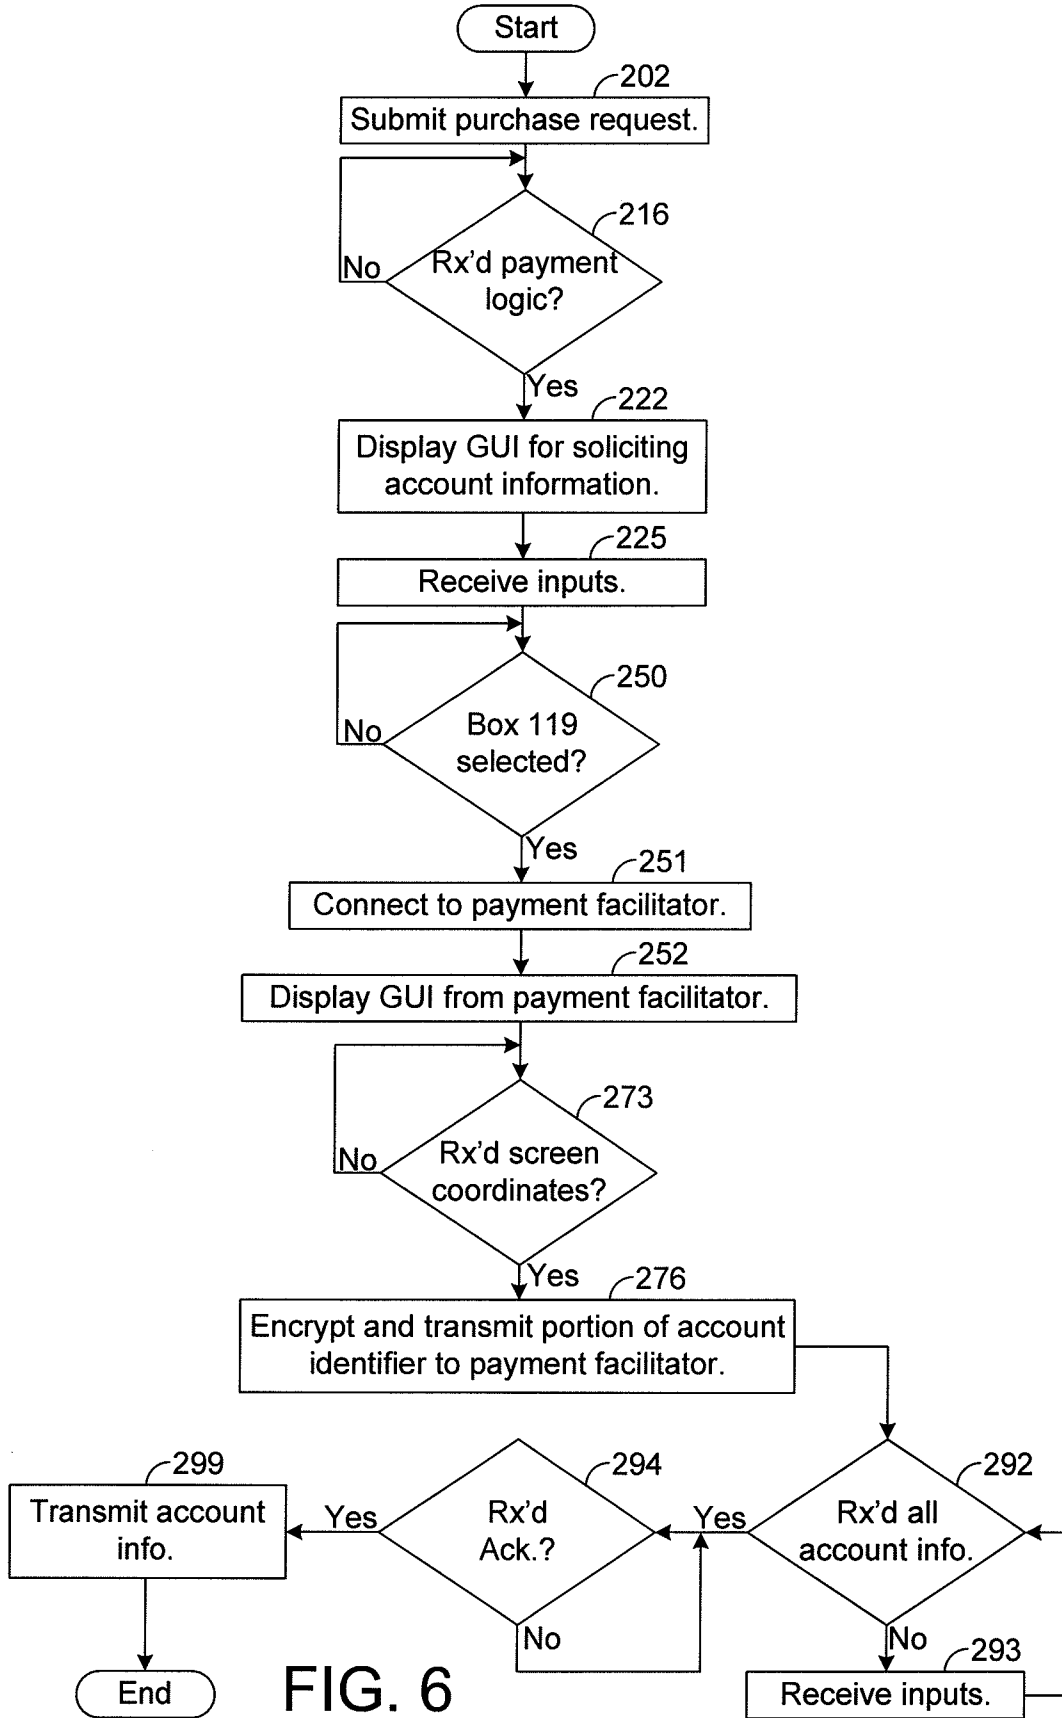 Start
202
Submit purchase request.
216
Rx'd payment
logic?
No
Yes
222
Display GUI for soliciting
account information.
225
Receive inputs.
250
Box 119
selected?
No
Yes
251
Connect to payment facilitator.
252
Display GUI from payment facilitator.
273
Rx'd screen
coordinates?
No
Yes
276
Encrypt and transmit portion of account
identifier to payment facilitator.
292
Rx'd all
account info.
Yes
No
293
Receive inputs.
294
Rx'd
Ack.?
Yes
No
299
Transmit account
info.
End
FIG. 6